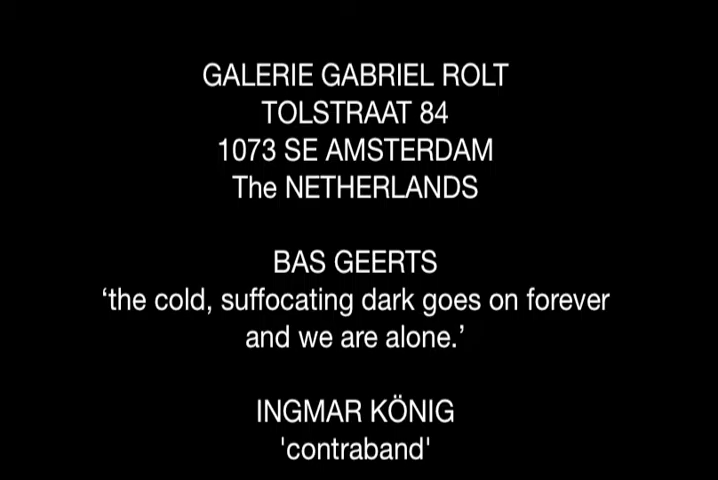 GALERIE GABRIEL ROLT
TOLSTRAAT 84
1073 SE AMSTERDAM
The NETHERLANDS
BAS GEERTS
‘the cold, suffocating dark goes on forever
and we are alone.’
INGMAR KÖNIG
'contraband'